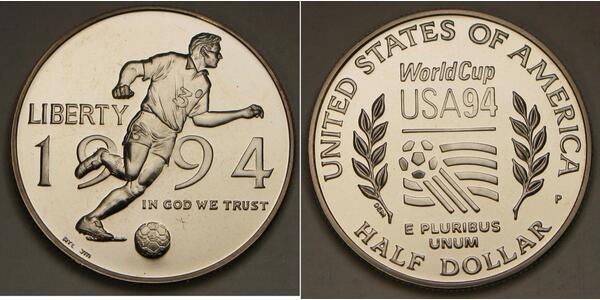 LIBERTY
1994
IN GOD WE TRUST
UNITED STATES OF AMERICA
WorldCup
USA94
E PLURIBUS
UNUM
P
HALF DOLLAR